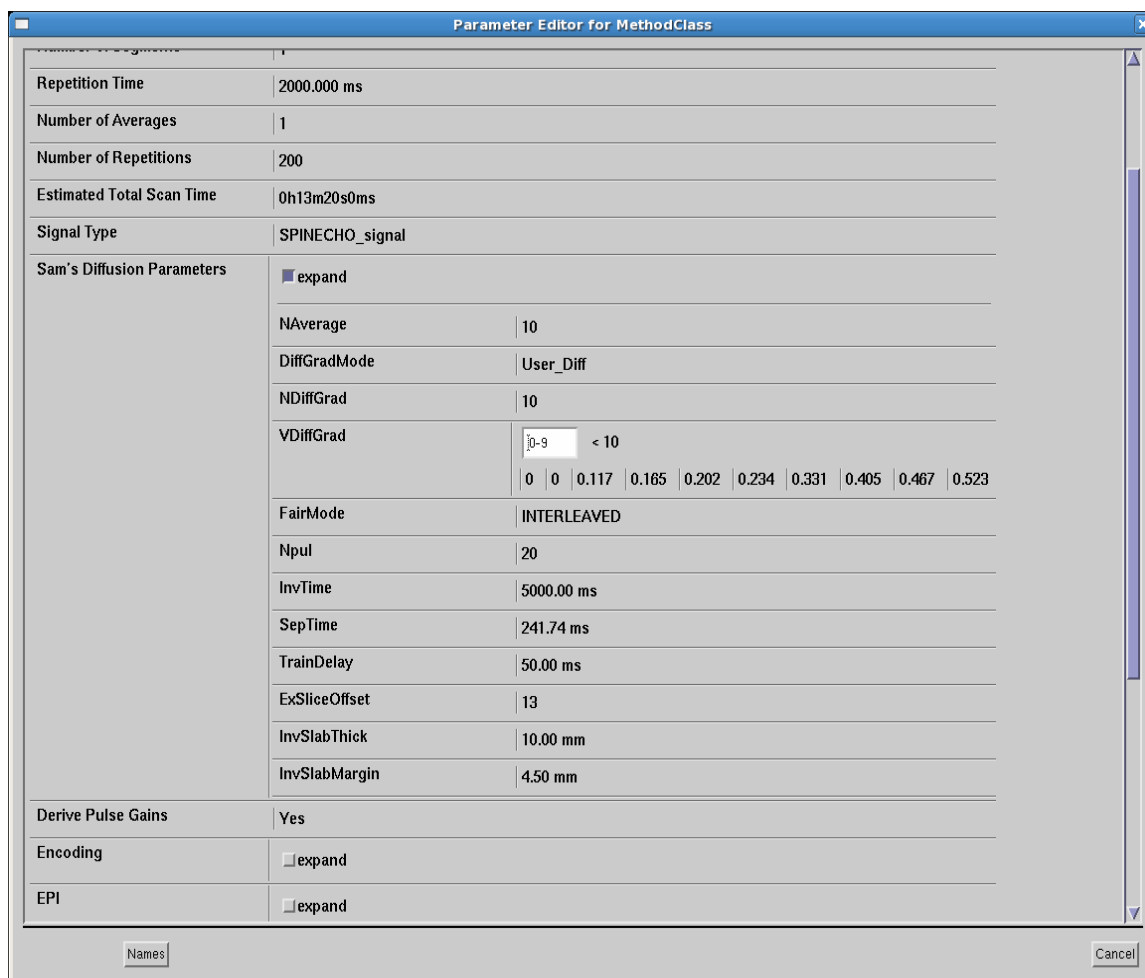 Parameter Editor for MethodClass
Repetition Time 2000.000 ms
Number of Averages 1
Number of Repetitions 200
Estimated Total Scan Time 0h13m20s0ms
Signal Type SPINECHO_signal
Sam's Diffusion Parameters expand
NAverage 10
DiffGradMode User_Diff
NDiffGrad 10
VDiffGrad 0-9 < 10
0 0 0.117 0.165 0.202 0.234 0.331 0.405 0.467 0.523
FairMode INTERLEAVED
Npul 20
InvTime 5000.00 ms
SepTime 241.74 ms
TrainDelay 50.00 ms
ExSliceOffset 13
InvSlabThick 10.00 mm
InvSlabMargin 4.50 mm
Derive Pulse Gains Yes
Encoding expand
EPI expand
Names Cancel